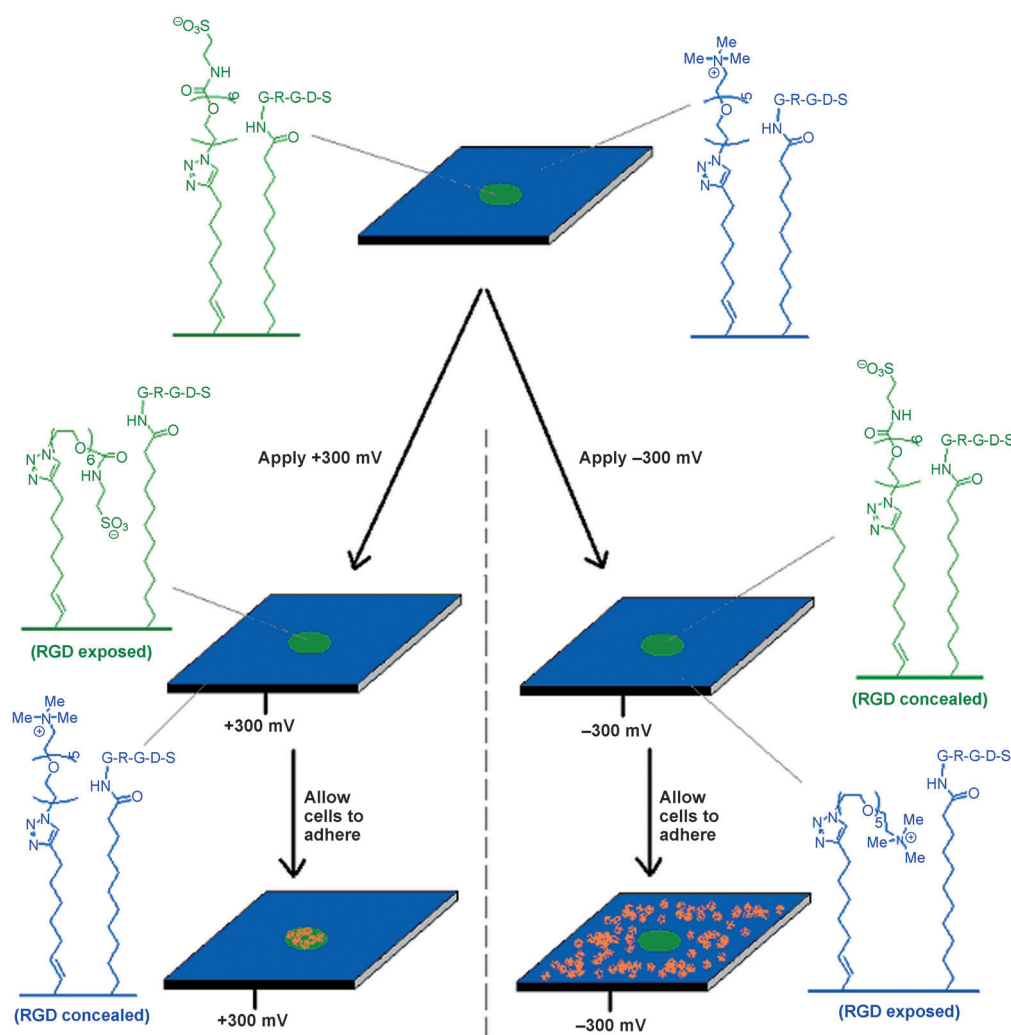 ⊖O₃S
NH
O
6
O
N
N
N
G-R-G-D-S
HN
O
Me
Me
Me
N
⊕
5
O
N
N
N
G-R-G-D-S
HN
O
Apply +300 mV
Apply –300 mV
G-R-G-D-S
HN
O
O
6
O
N
N
N
HN
SO₃
⊖
(RGD exposed)
⊖O₃S
NH
O
6
O
N
N
N
G-R-G-D-S
HN
O
(RGD concealed)
+300 mV
–300 mV
Me
Me
Me
N
⊕
5
O
N
N
N
G-R-G-D-S
HN
O
(RGD concealed)
Allow
cells to
adhere
Allow
cells to
adhere
G-R-G-D-S
HN
O
O
5
N
N
N
Me
N
⊕
Me
Me
(RGD exposed)
+300 mV
–300 mV